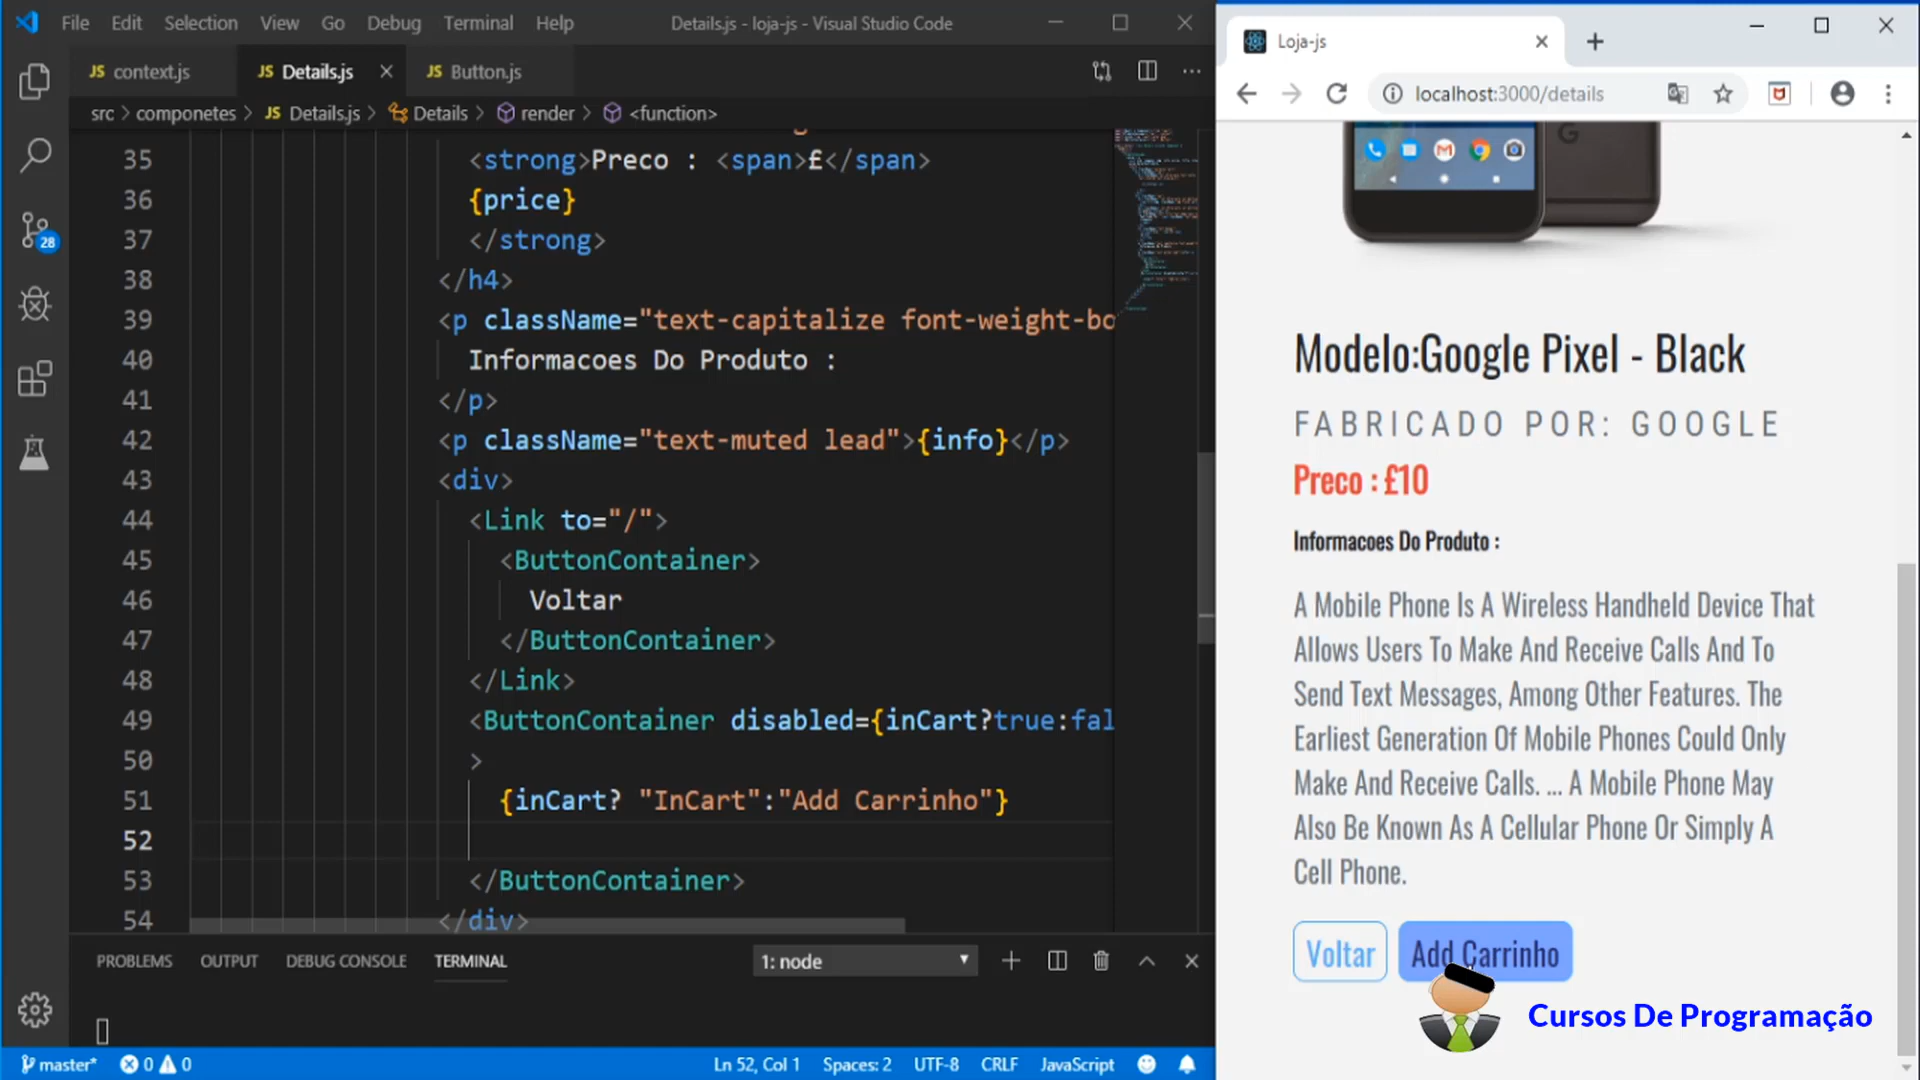 File Edit Selection View Go Debug Terminal Help
Details.js - loja-js - Visual Studio Code
JS context.js
JS Details.js
JS Button.js
src > componetes > JS Details.js > Details > render > <function>
35 <strong>Preco : <span>£</span>
36 {price}
37 </strong>
38 </h4>
39 <p className="text-capitalize font-weight-bo
40 Informacoes Do Produto :
41 </p>
42 <p className="text-muted lead">{info}</p>
43 <div>
44 <Link to="/">
45 <ButtonContainer>
46 Voltar
47 </ButtonContainer>
48 </Link>
49 <ButtonContainer disabled={inCart?true:fal
50 >
51 {inCart? "InCart":"Add Carrinho"}
52
53 </ButtonContainer>
54 </div>
28
PROBLEMS OUTPUT DEBUG CONSOLE TERMINAL
1: node
master* 0 0
Ln 52, Col 1 Spaces: 2 UTF-8 CRLF JavaScript
Loja-js
localhost:3000/details
G
Modelo:Google Pixel - Black
FABRICADO POR: GOOGLE
Preco : £10
Informacoes Do Produto :
A Mobile Phone Is A Wireless Handheld Device That
Allows Users To Make And Receive Calls And To
Send Text Messages, Among Other Features. The
Earliest Generation Of Mobile Phones Could Only
Make And Receive Calls. ... A Mobile Phone May
Also Be Known As A Cellular Phone Or Simply A
Cell Phone.
Voltar
Add Carrinho
Cursos De Programação